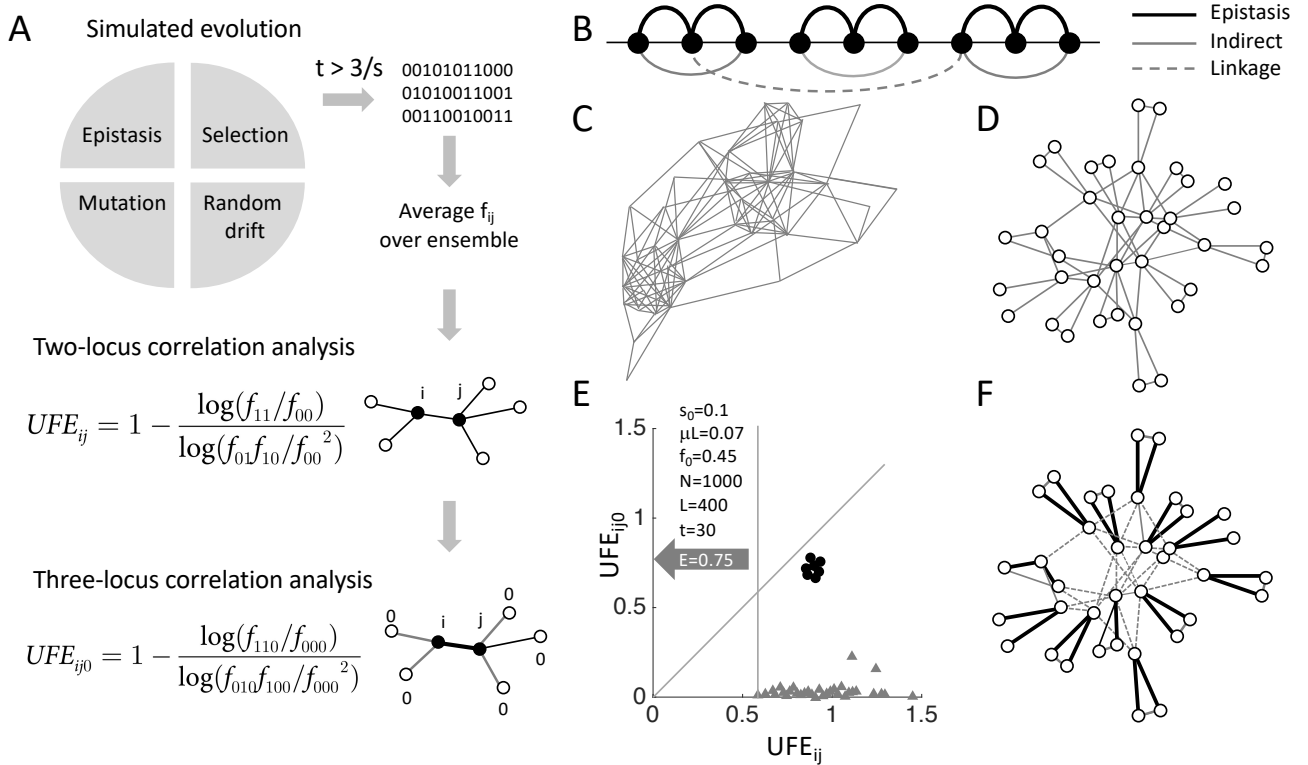 A
Simulated evolution
Epistasis
Selection
Mutation
Random
drift
t > 3/s
00101011000
01010011001
00110010011
Average f_ij
over ensemble
Two-locus correlation analysis
UFE_ij = 1 − log(f_11/f_00) / log(f_01 f_10/f_00^2)
i j
Three-locus correlation analysis
UFE_ij0 = 1 − log(f_110/f_000) / log(f_010 f_100/f_000^2)
0
0 i j
0
0
0
B
Epistasis
Indirect
Linkage
C
D
E
s_0=0.1
μL=0.07
f_0=0.45
N=1000
L=400
t=30
E=0.75
1.5
1
0.5
0
UFE_ij0
0 0.5 1 1.5
UFE_ij
F